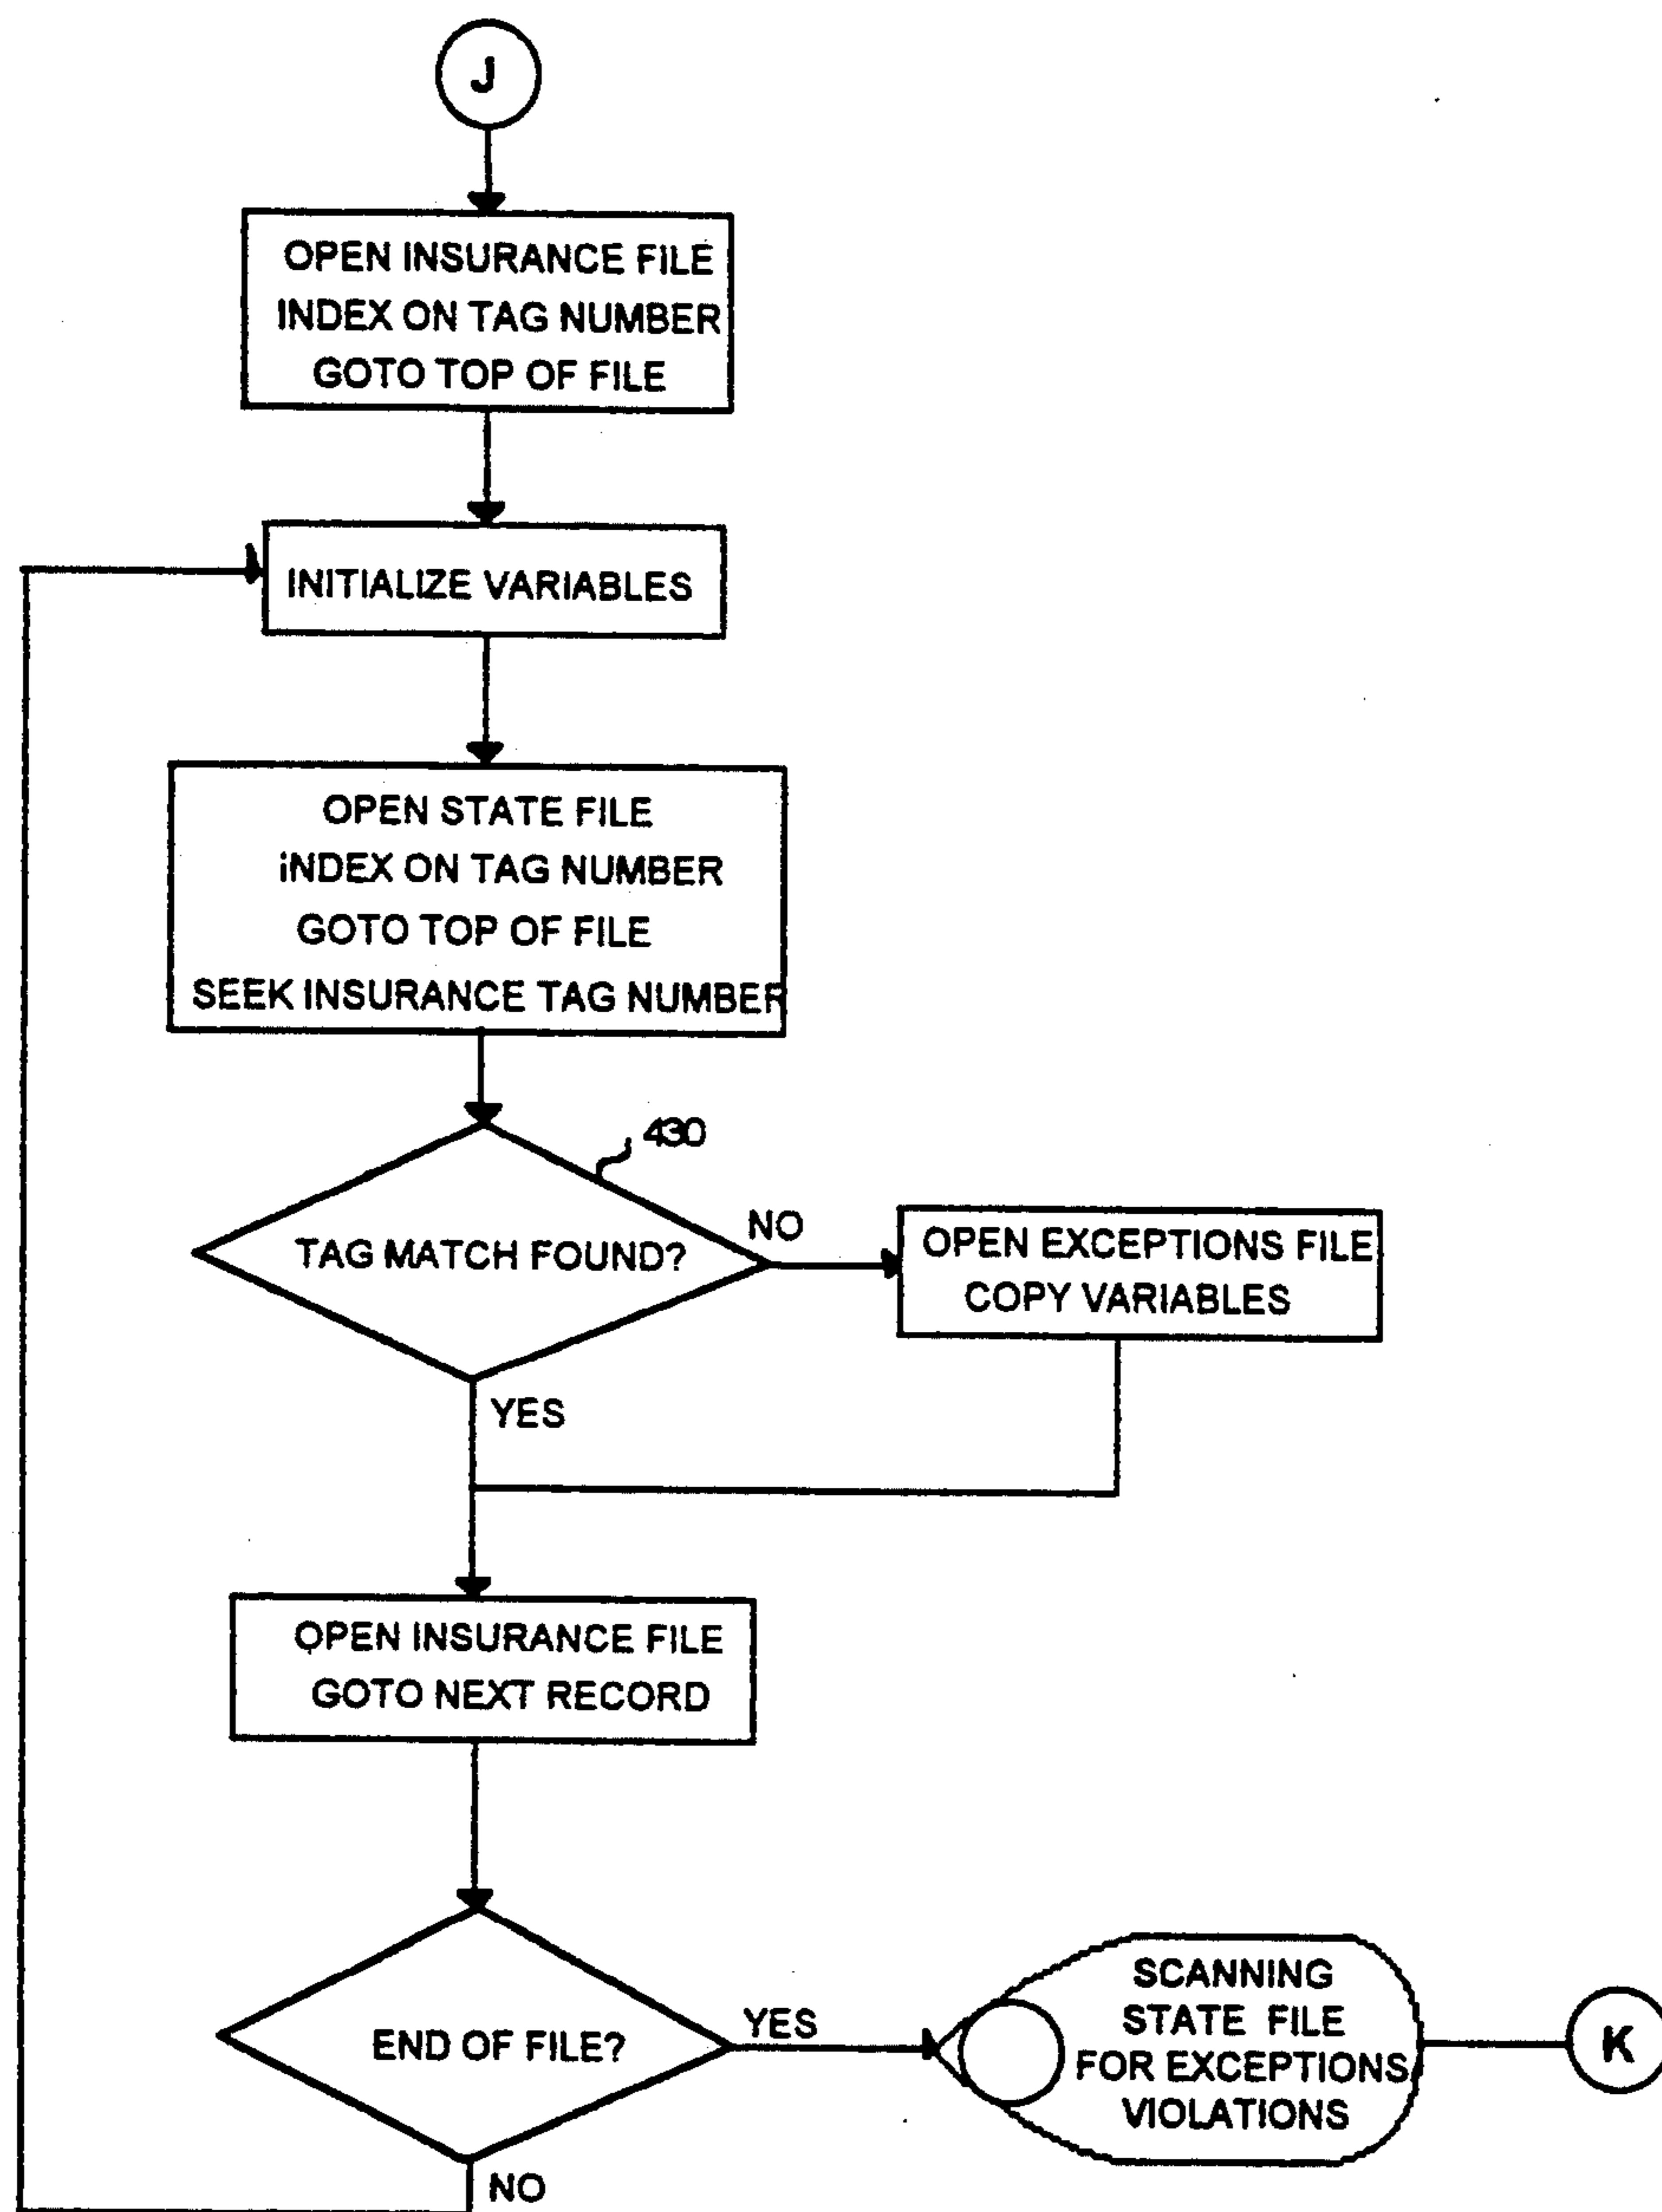 J
OPEN INSURANCE FILE
INDEX ON TAG NUMBER
GOTO TOP OF FILE
INITIALIZE VARIABLES
OPEN STATE FILE
iNDEX ON TAG NUMBER
GOTO TOP OF FILE
SEEK INSURANCE TAG NUMBER
430
TAG MATCH FOUND?
NO
OPEN EXCEPTIONS FILE
COPY VARIABLES
YES
OPEN INSURANCE FILE
GOTO NEXT RECORD
END OF FILE?
YES
SCANNING
STATE FILE
FOR EXCEPTIONS
VIOLATIONS
K
NO